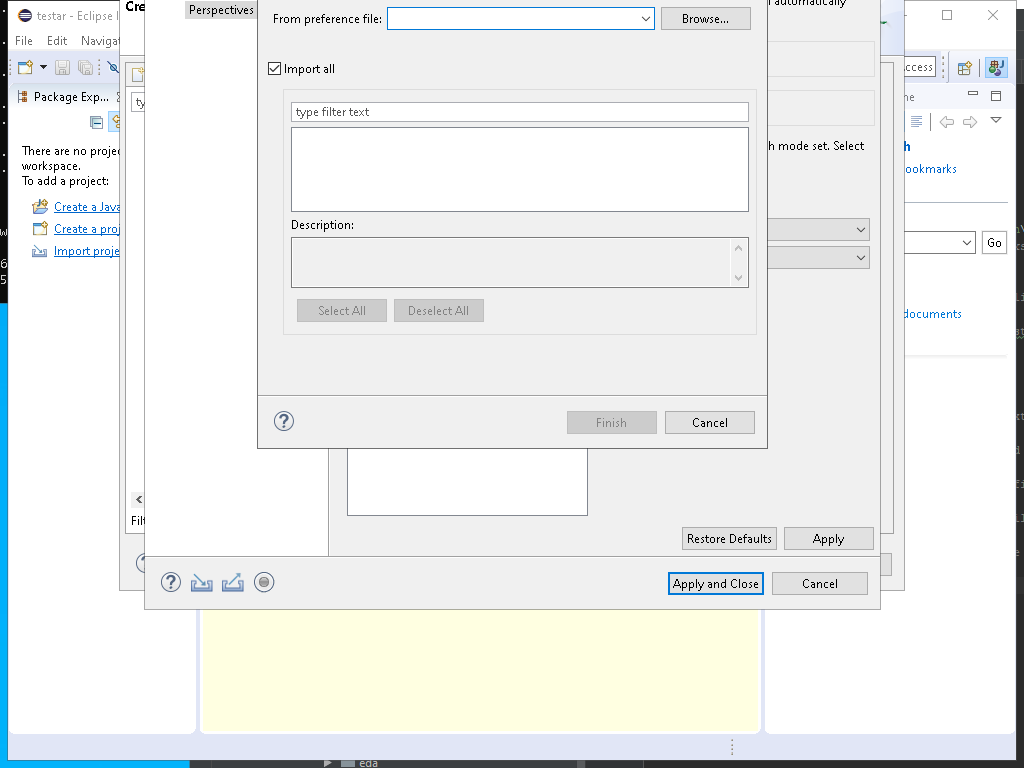 testar - Eclipse I
Cre
Perspectives
automatically
From preference file:
Browse...
File Edit Navigat
Import all
ccess
Package Exp...
ty
type filter text
There are no projec
workspace.
To add a project:
h mode set. Select
ookmarks
Create a Java
Create a proj
Import proje
Description:
Go
Select All
Deselect All
documents
Finish
Cancel
Filt
Restore Defaults
Apply
Apply and Close
Cancel
eda